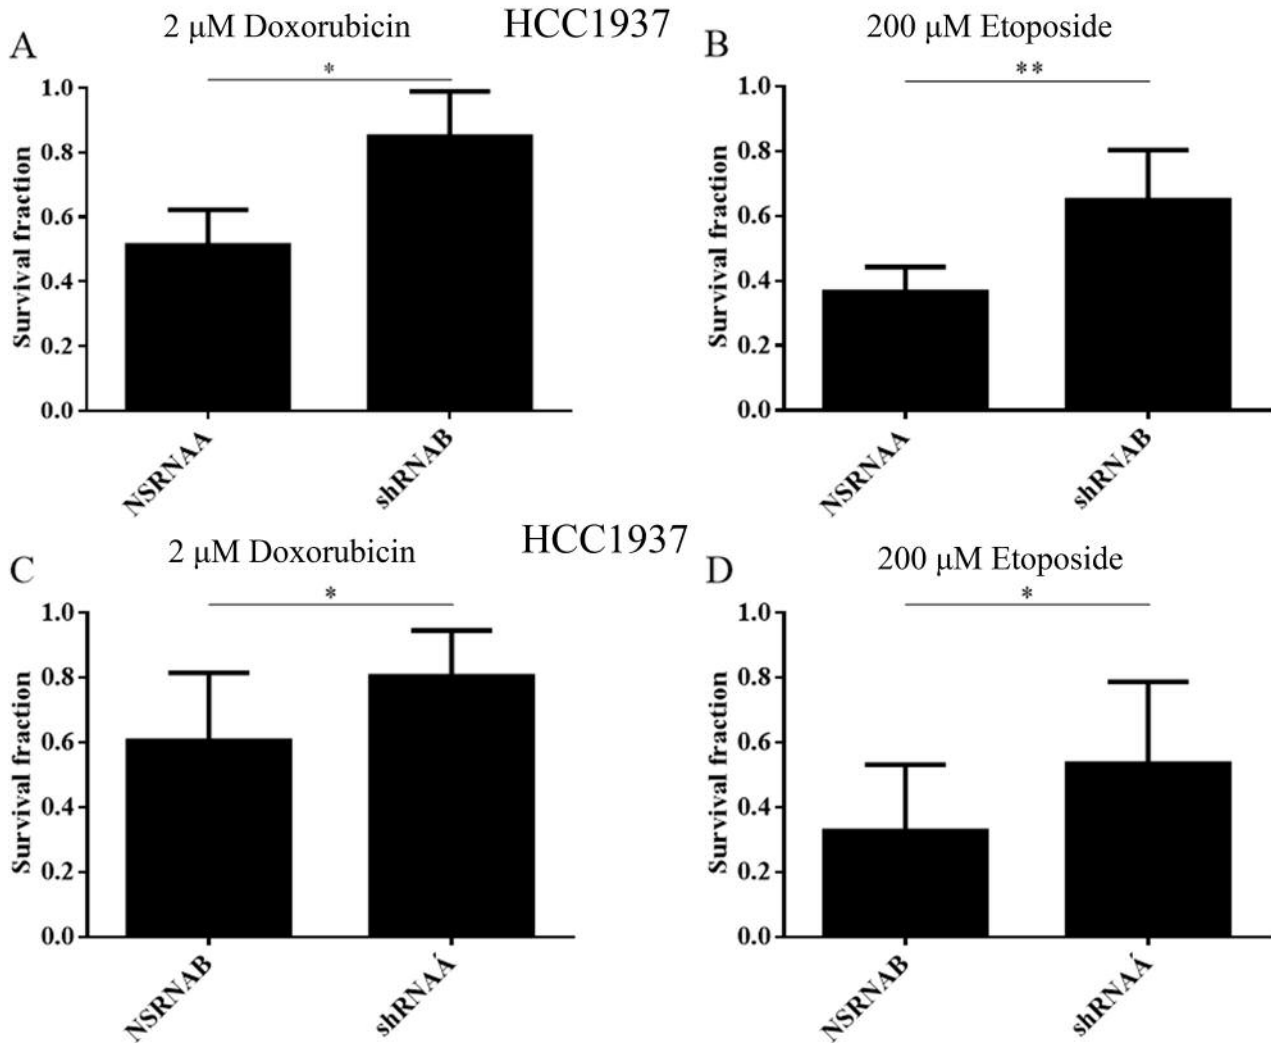 A
2 μM Doxorubicin
HCC1937
B
200 μM Etoposide
*
1.0
0.8
0.6
0.4
0.2
0.0
Survival fraction
NSRNAA
shRNAB
**
1.0
0.8
0.6
0.4
0.2
0.0
Survival fraction
NSRNAA
shRNAB
C
2 μM Doxorubicin
HCC1937
D
200 μM Etoposide
*
1.0
0.8
0.6
0.4
0.2
0.0
Survival fraction
NSRNAB
shRNAÁ
*
1.0
0.8
0.6
0.4
0.2
0.0
Survival fraction
NSRNAB
shRNAÁ